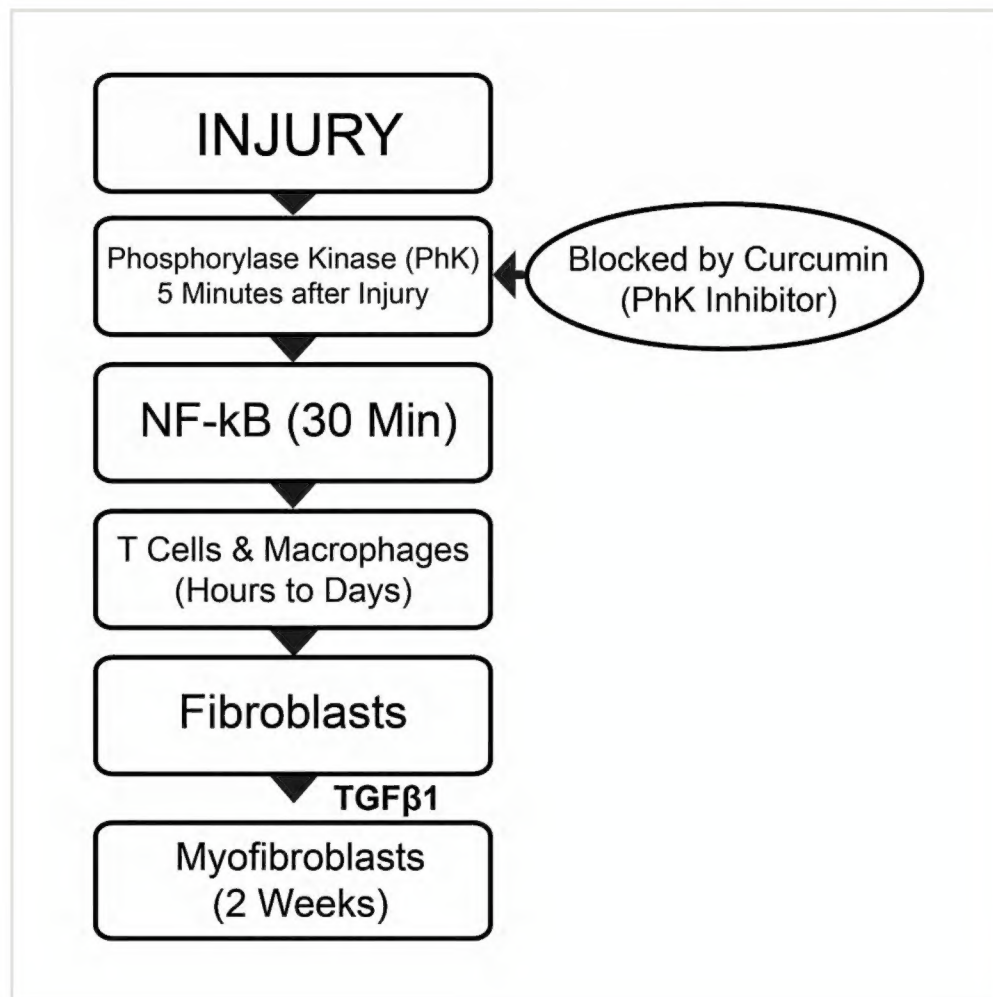 INJURY
Phosphorylase Kinase (PhK)
5 Minutes after Injury
Blocked by Curcumin
(PhK Inhibitor)
NF-kB (30 Min)
T Cells & Macrophages
(Hours to Days)
Fibroblasts
TGFβ1
Myofibroblasts
(2 Weeks)